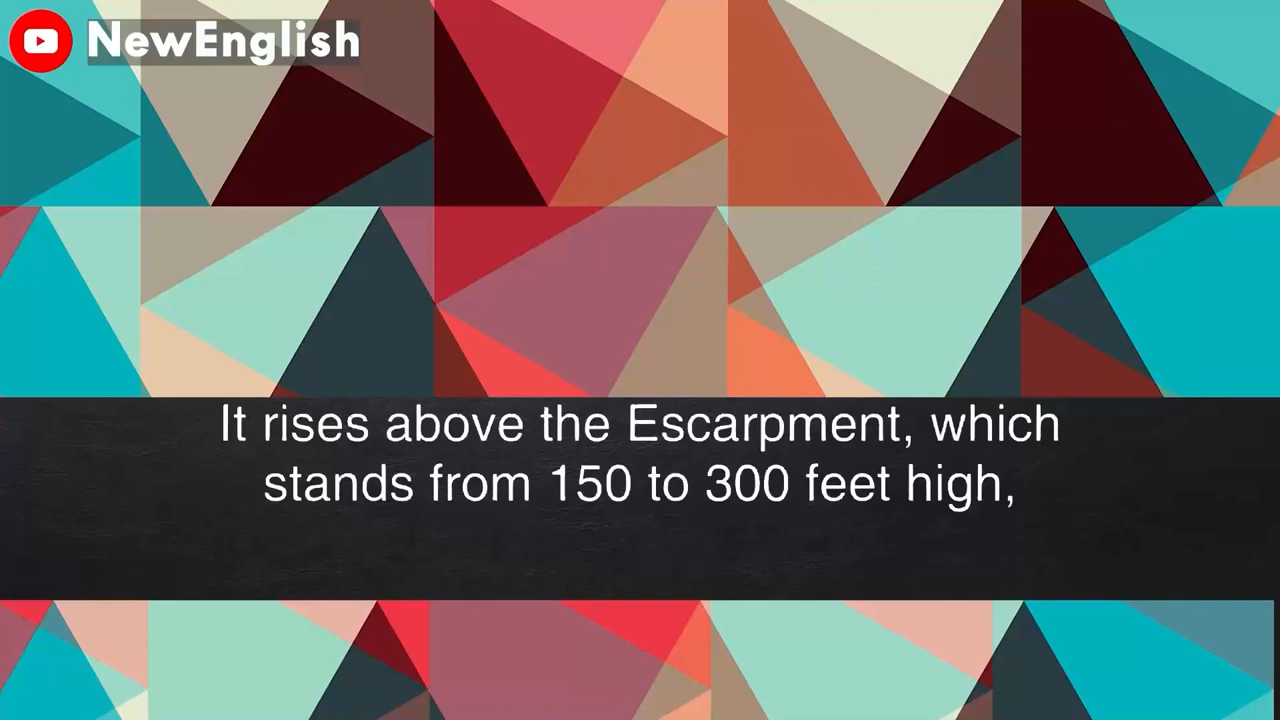 NewEnglish
It rises above the Escarpment, which
stands from 150 to 300 feet high,